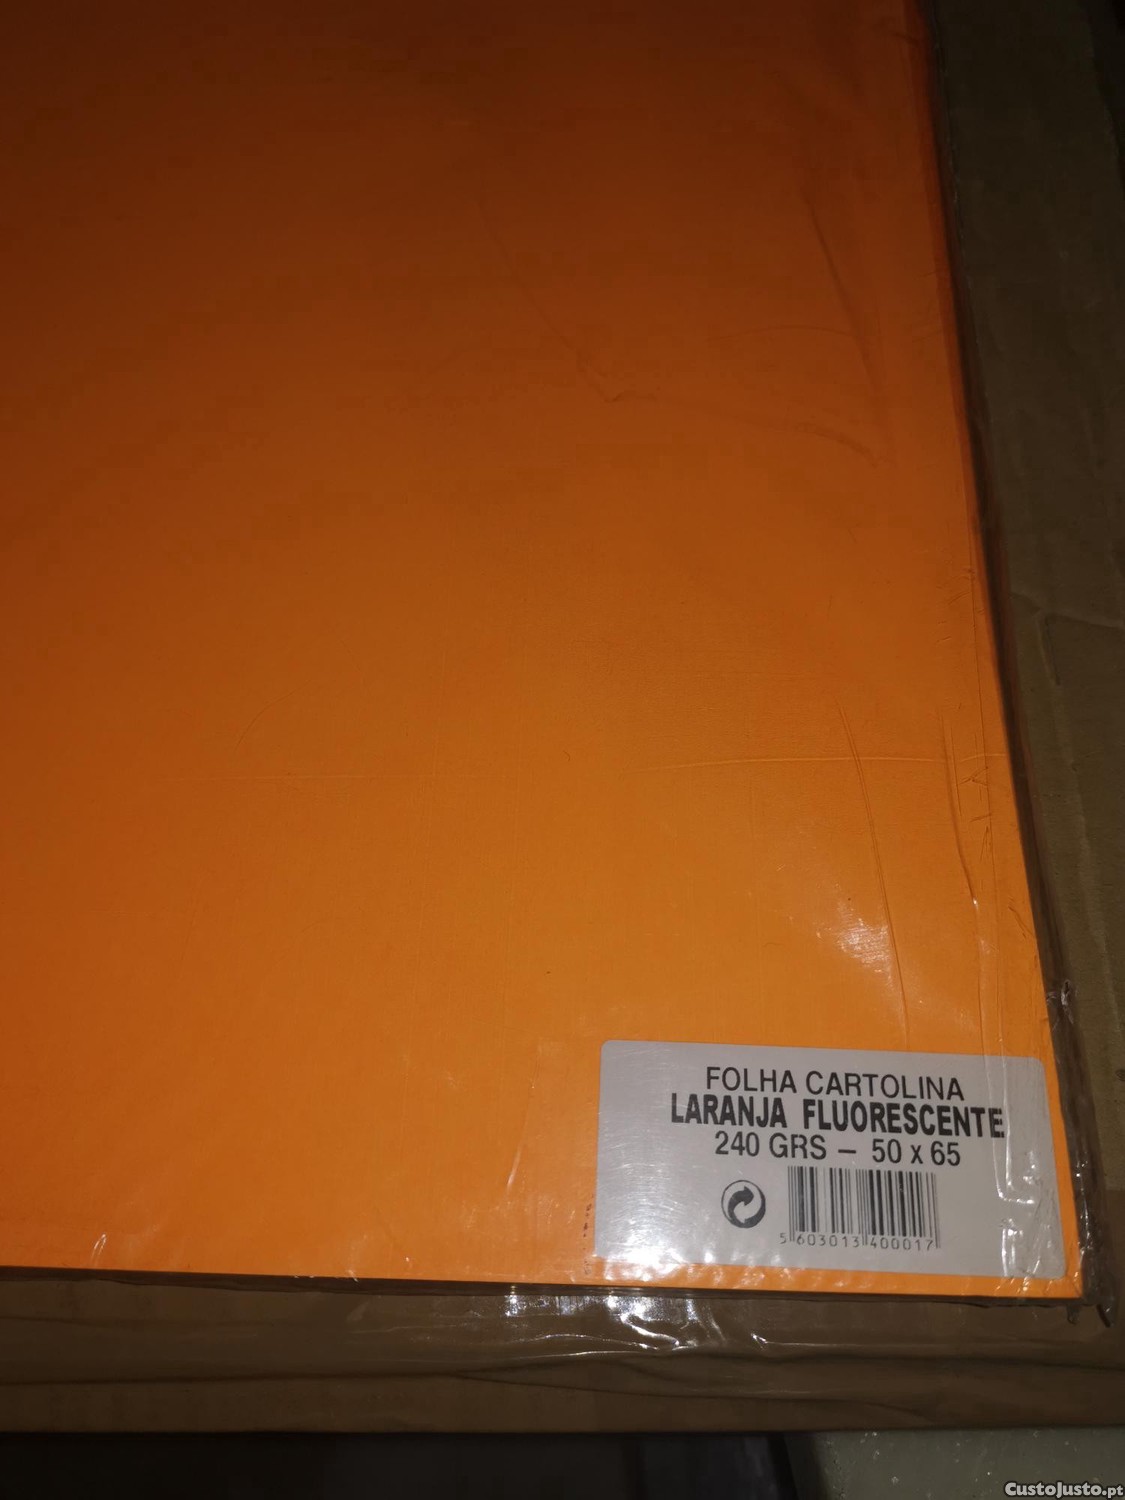 FOLHA CARTOLINA
LARANJA FLUORESCENTE
240 GRS – 50 x 65
5 603013 400017
CustoJusto.pt